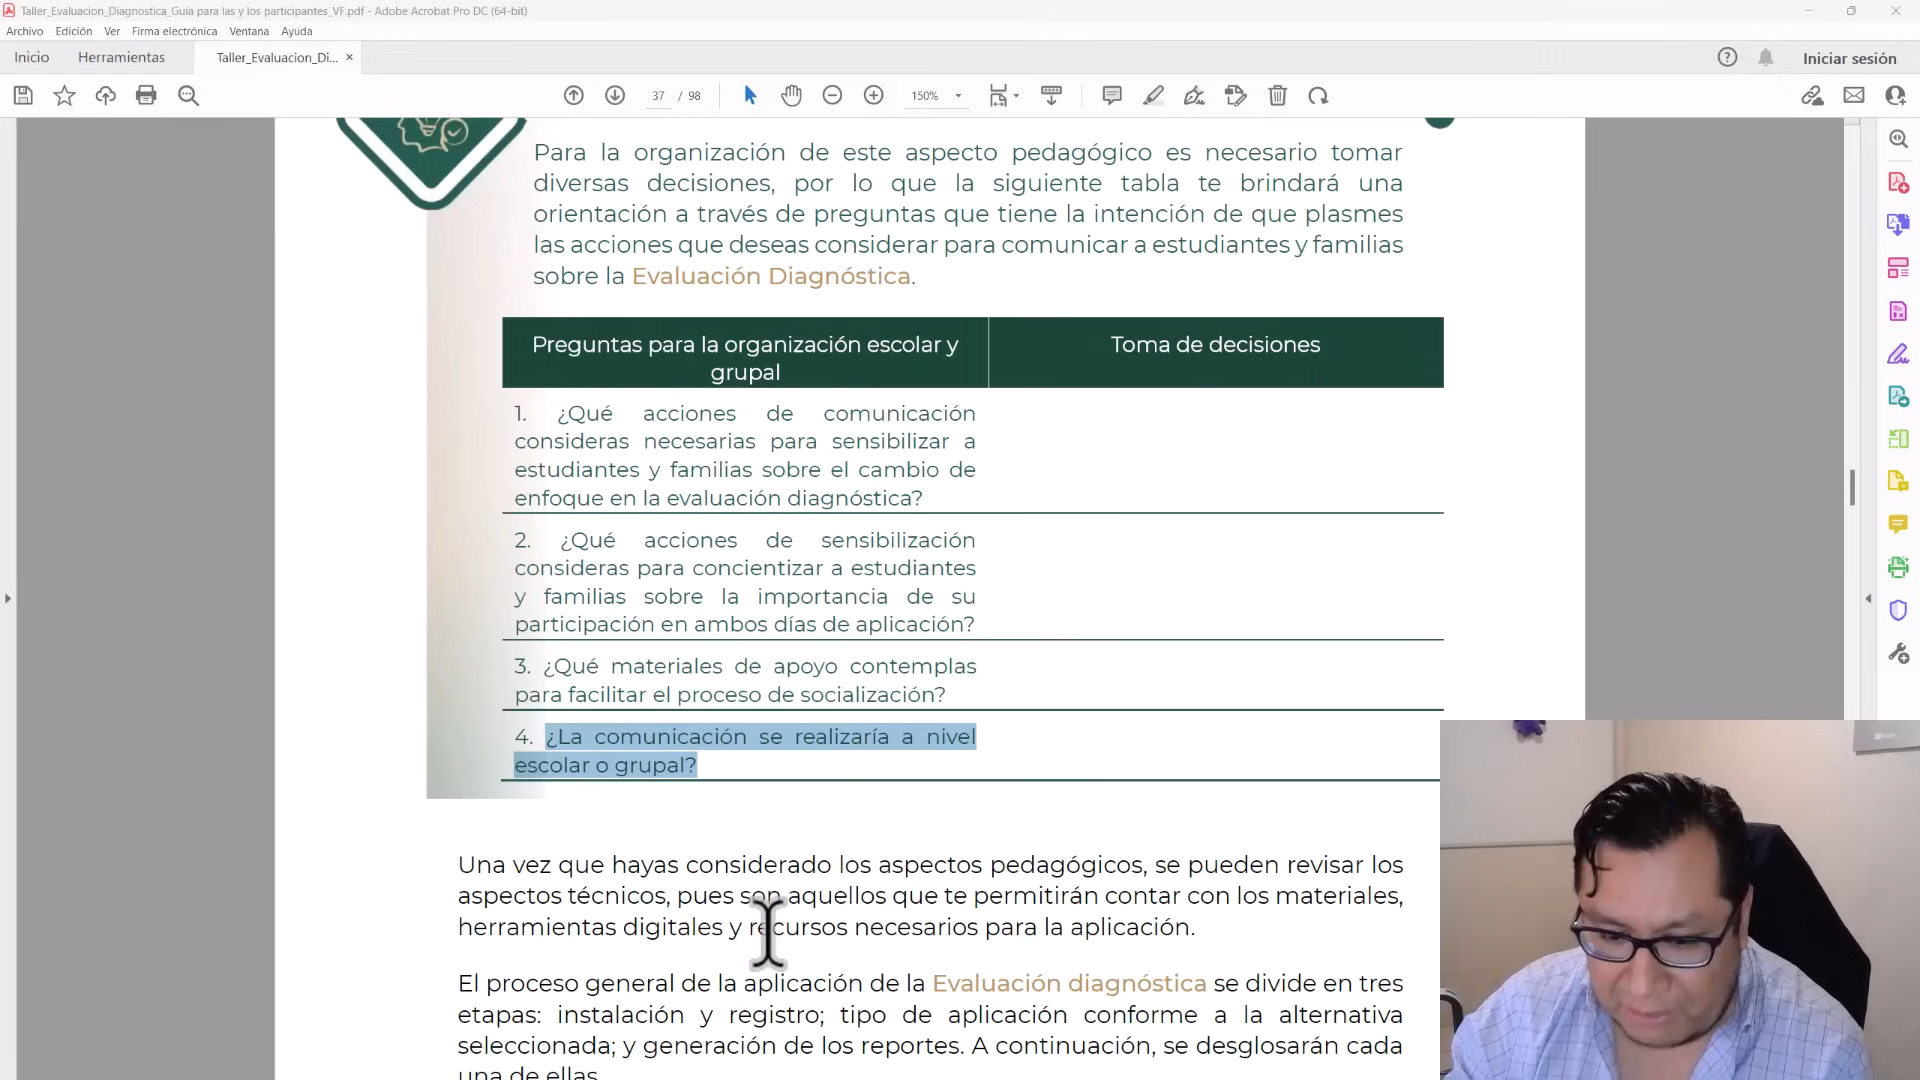 Taller_Evaluacion_Diagnostica_Guía para las y los participantes_VF.pdf - Adobe Acrobat Pro DC (64-bit)
Archivo Edición Ver Firma electrónica Ventana Ayuda
Inicio Herramientas Taller_Evaluacion_Di... × Iniciar sesión
37 / 98 150%
Para la organización de este aspecto pedagógico es necesario tomar
diversas decisiones, por lo que la siguiente tabla te brindará una
orientación a través de preguntas que tiene la intención de que plasmes
las acciones que deseas considerar para comunicar a estudiantes y familias
sobre la Evaluación Diagnóstica.
Preguntas para la organización escolar y
grupal
Toma de decisiones
1. ¿Qué acciones de comunicación
consideras necesarias para sensibilizar a
estudiantes y familias sobre el cambio de
enfoque en la evaluación diagnóstica?
2. ¿Qué acciones de sensibilización
consideras para concientizar a estudiantes
y familias sobre la importancia de su
participación en ambos días de aplicación?
3. ¿Qué materiales de apoyo contemplas
para facilitar el proceso de socialización?
4. ¿La comunicación se realizaría a nivel
escolar o grupal?
Una vez que hayas considerado los aspectos pedagógicos, se pueden revisar los
aspectos técnicos, pues son aquellos que te permitirán contar con los materiales,
herramientas digitales y recursos necesarios para la aplicación.
El proceso general de la aplicación de la Evaluación diagnóstica se divide en tres
etapas: instalación y registro; tipo de aplicación conforme a la alternativa
seleccionada; y generación de los reportes. A continuación, se desglosarán cada
una de ellas.